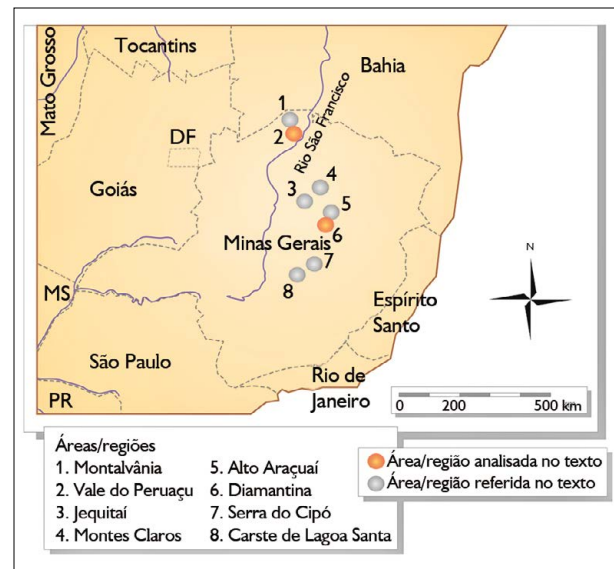 Mato Grosso
Tocantins
Bahia
1
Rio São Francisco
DF
2
4
Goiás
3
5
Minas Gerais
6
7
MS
8
Espírito
Santo
São Paulo
Rio de
Janeiro
PR
N
0 200 500 km
Áreas/regiões
1. Montalvânia
2. Vale do Peruaçu
3. Jequitaí
4. Montes Claros
5. Alto Araçuaí
6. Diamantina
7. Serra do Cipó
8. Carste de Lagoa Santa
Área/região analisada no texto
Área/região referida no texto